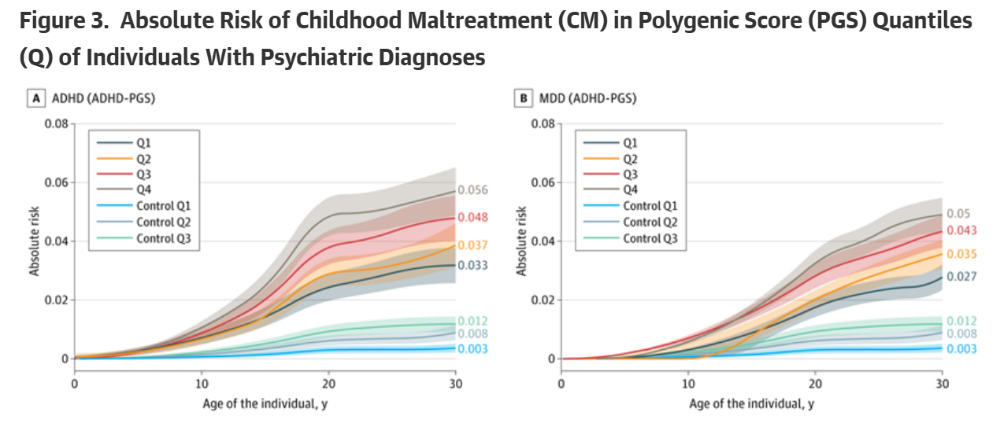 Figure 3. Absolute Risk of Childhood Maltreatment (CM) in Polygenic Score (PGS) Quantiles
(Q) of Individuals With Psychiatric Diagnoses
A ADHD (ADHD-PGS)
0.08
0.06
0.04
0.02
0
Absolute risk
Q1
Q2
Q3
Q4
Control Q1
Control Q2
Control Q3
0.056
0.048
0.037
0.033
0.012
0.008
0.003
0 10 20 30
Age of the individual, y
B MDD (ADHD-PGS)
0.08
0.06
0.04
0.02
0
Absolute risk
Q1
Q2
Q3
Q4
Control Q1
Control Q2
Control Q3
0.05
0.043
0.035
0.027
0.012
0.008
0.003
0 10 20 30
Age of the individual, y